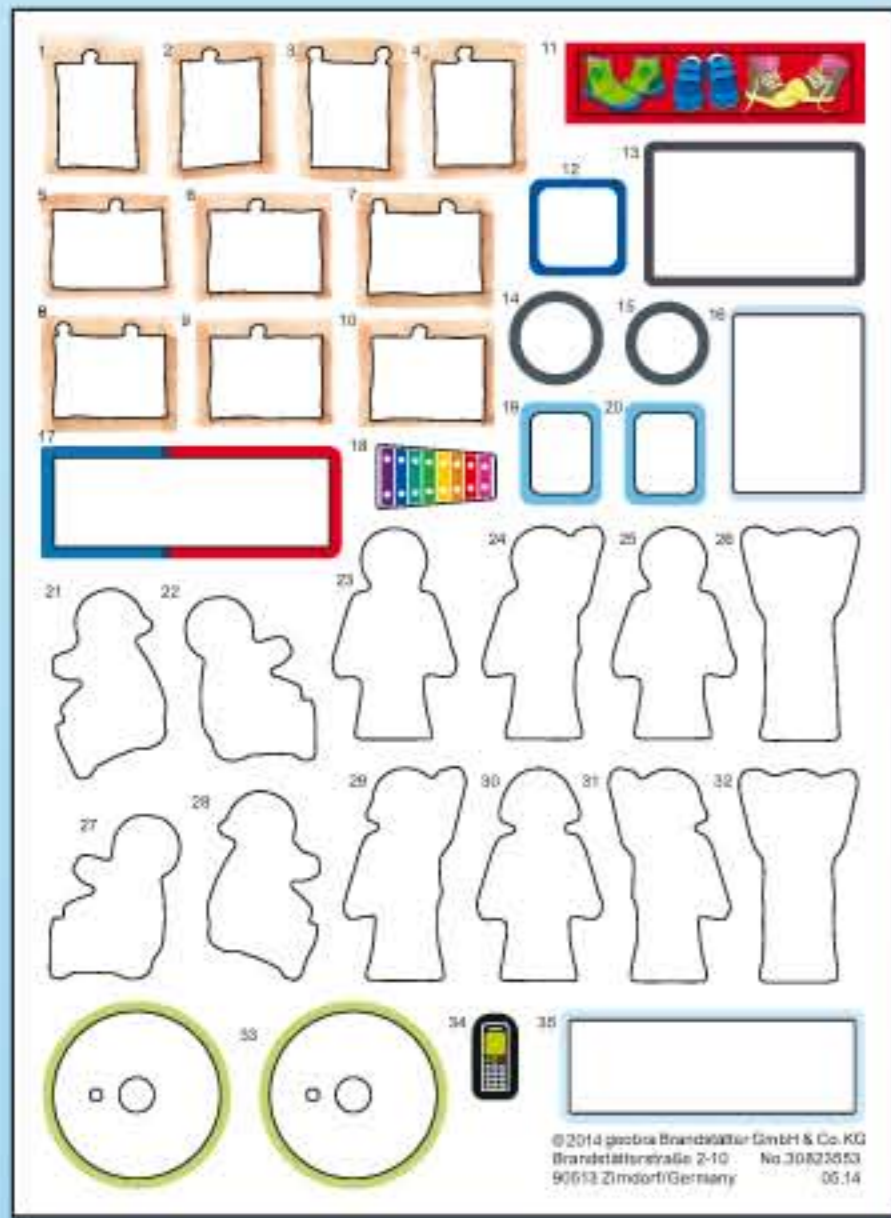 1 2 3 4 11
12 13
5 6 7
14 15 16
8 9 10
19 20
17 18
21 22 23 24 25 26
27 28 29 30 31 32
33 34 35
©2014 geobra Brandstätter GmbH & Co. KG
Brandstätterstraße 2-10 No.30823653
90513 Zirndorf/Germany 05.14